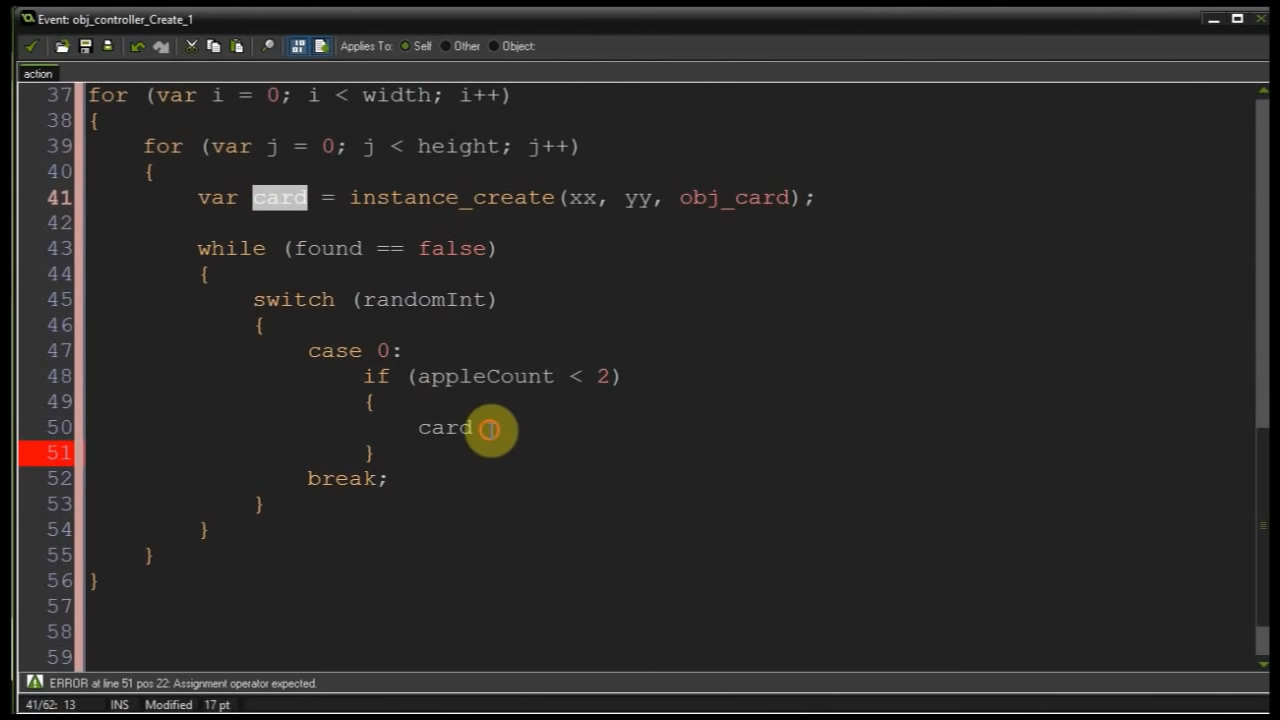 Event: obj_controller_Create_1
Applies To: Self Other Object:
action
37 for (var i = 0; i < width; i++)
38 {
39 for (var j = 0; j < height; j++)
40 {
41 var card = instance_create(xx, yy, obj_card);
42
43 while (found == false)
44 {
45 switch (randomInt)
46 {
47 case 0:
48 if (appleCount < 2)
49 {
50 card
51 }
52 break;
53 }
54 }
55 }
56 }
57
58
59
ERROR at line 51 pos 22: Assignment operator expected.
41/62: 13 INS Modified 17 pt